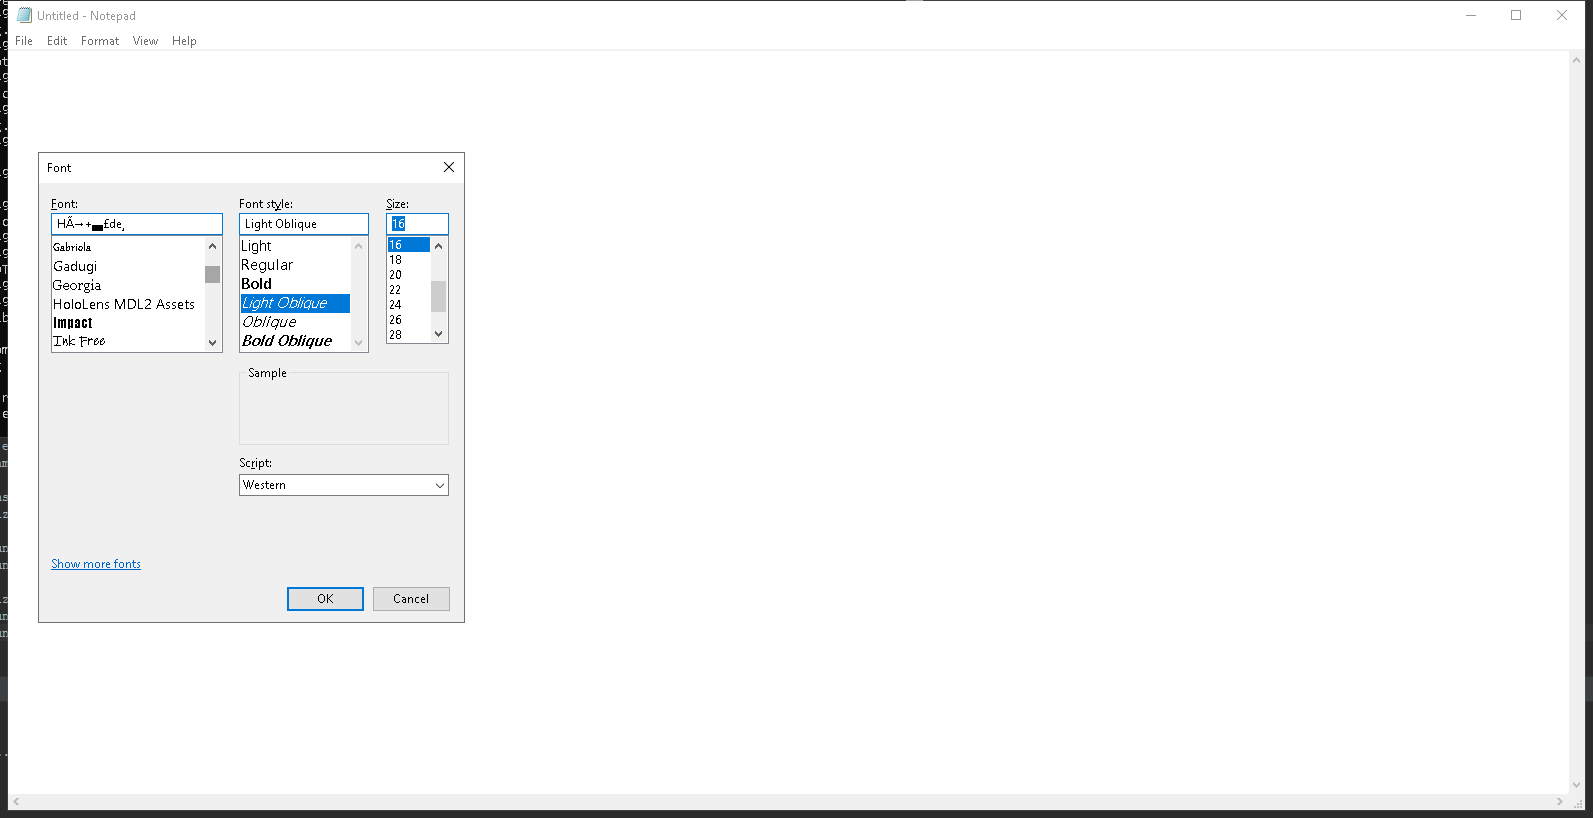 Untitled - Notepad
File Edit Format View Help
Font
Font: Font style: Size:
HÃ→+▃£de¸ Light Oblique 16
Gabriola
Gadugi
Georgia
HoloLens MDL2 Assets
Impact
Ink Free
Light
Regular
Bold
Light Oblique
Oblique
Bold Oblique
16
18
20
22
24
26
28
Sample
Script:
Western
Show more fonts
OK Cancel